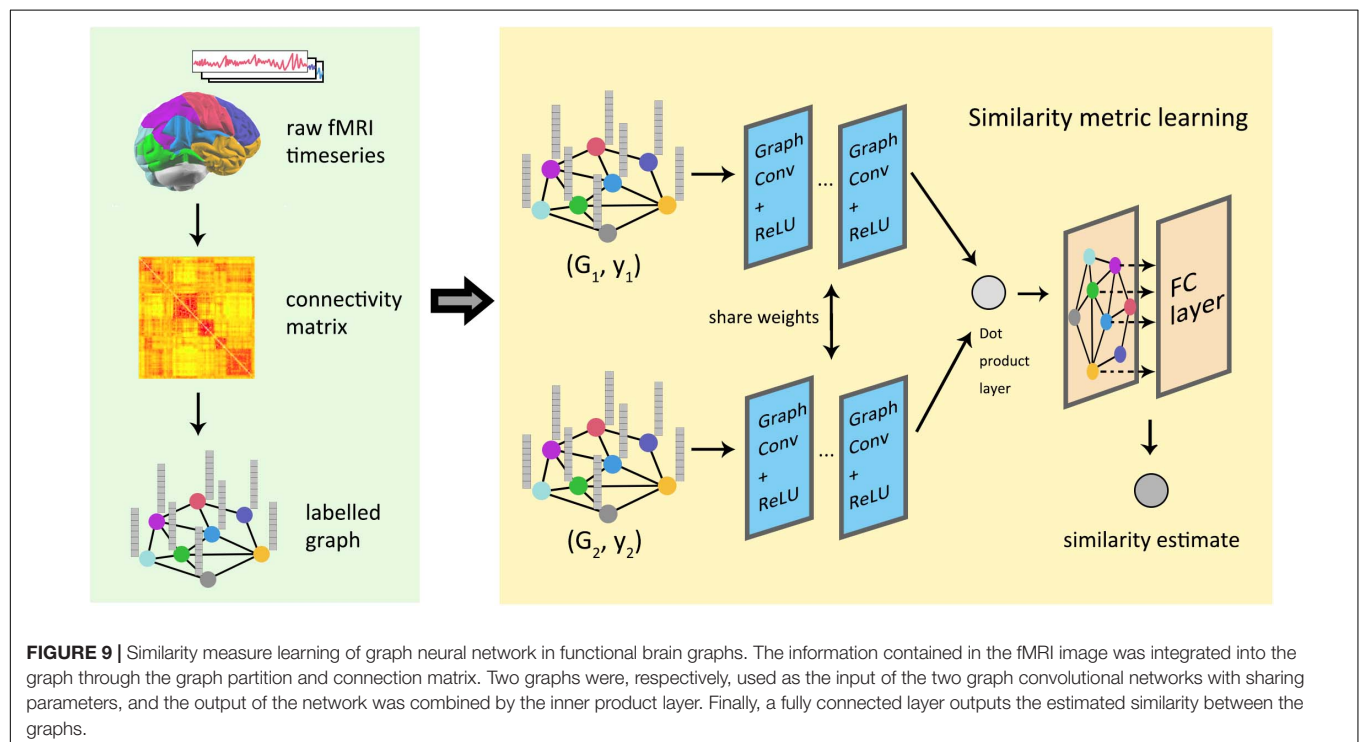 raw fMRI
timeseries
connectivity
matrix
labelled
graph
Similarity metric learning
Graph
Conv
+
ReLU
...
Graph
Conv
+
ReLU
(G₁, y₁)
share weights
Dot
product
layer
FC
layer
Graph
Conv
+
ReLU
...
Graph
Conv
+
ReLU
(G₂, y₂)
similarity estimate
FIGURE 9 | Similarity measure learning of graph neural network in functional brain graphs. The information contained in the fMRI image was integrated into the
graph through the graph partition and connection matrix. Two graphs were, respectively, used as the input of the two graph convolutional networks with sharing
parameters, and the output of the network was combined by the inner product layer. Finally, a fully connected layer outputs the estimated similarity between the
graphs.